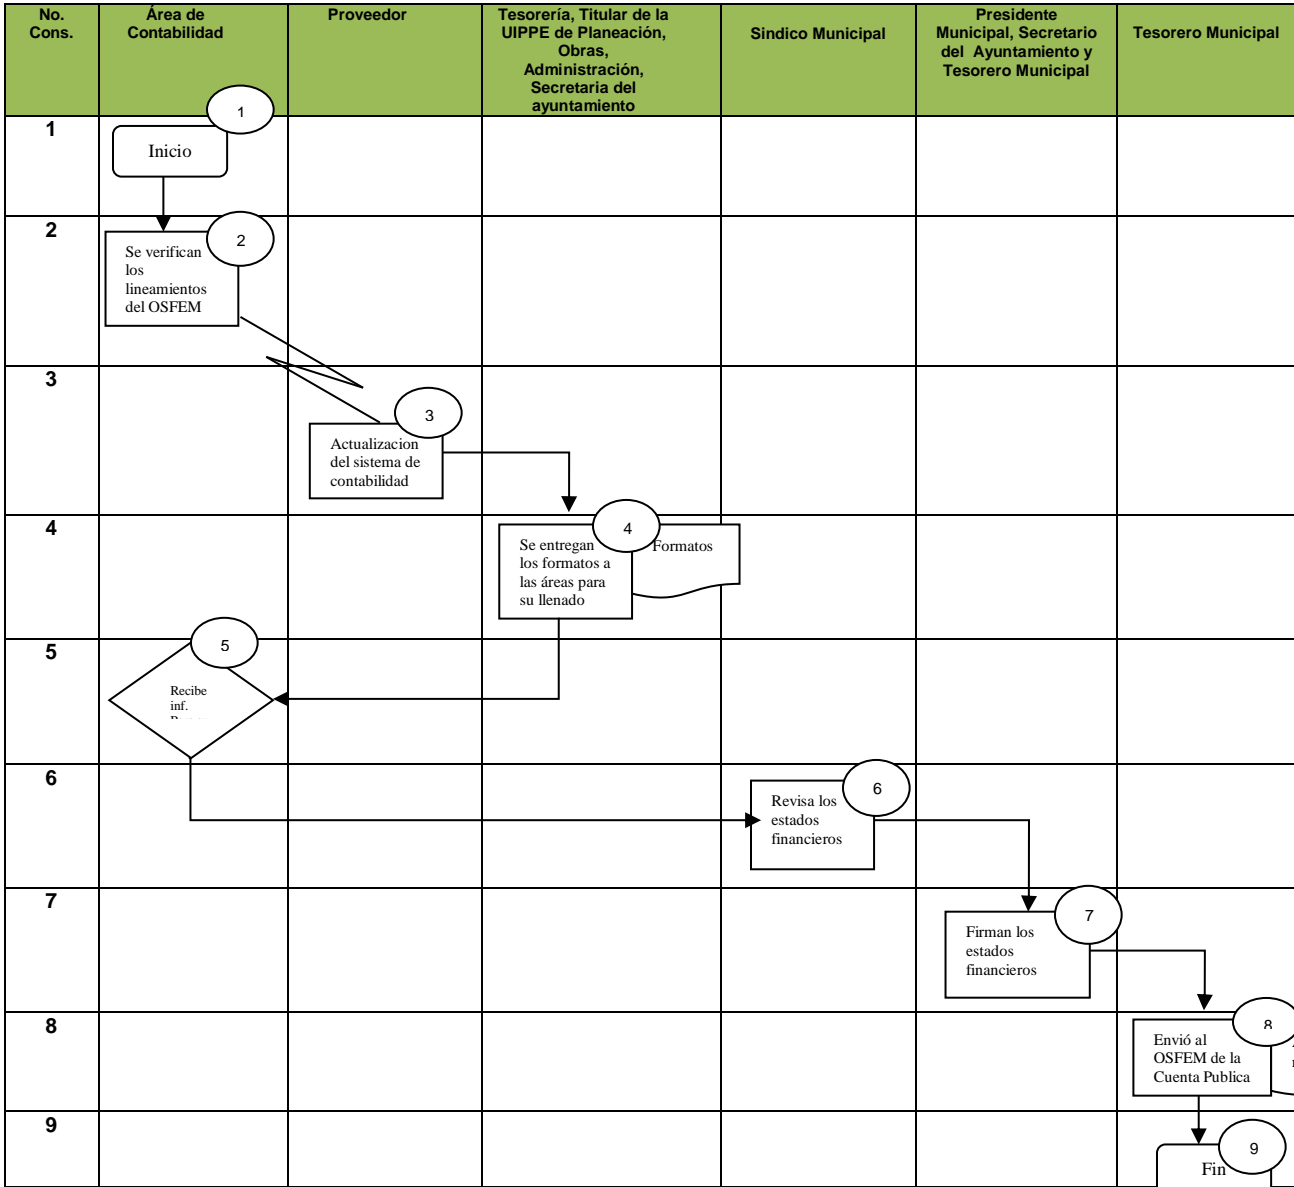 No.
Cons.
Área de
Contabilidad
Proveedor
Tesorería, Titular de la
UIPPE de Planeación,
Obras,
Administración,
Secretaria del
ayuntamiento
Sindico Municipal
Presidente
Municipal, Secretario
del Ayuntamiento y
Tesorero Municipal
Tesorero Municipal
1
1
Inicio
2
2
Se verifican
los
lineamientos
del OSFEM
3
3
Actualizacion
del sistema de
contabilidad
4
4
Se entregan
los formatos a
las áreas para
su llenado
Formatos
5
5
Recibe
inf.
6
6
Revisa los
estados
financieros
7
7
Firman los
estados
financieros
8
8
Envió al
OSFEM de la
Cuenta Publica
9
9
Fin